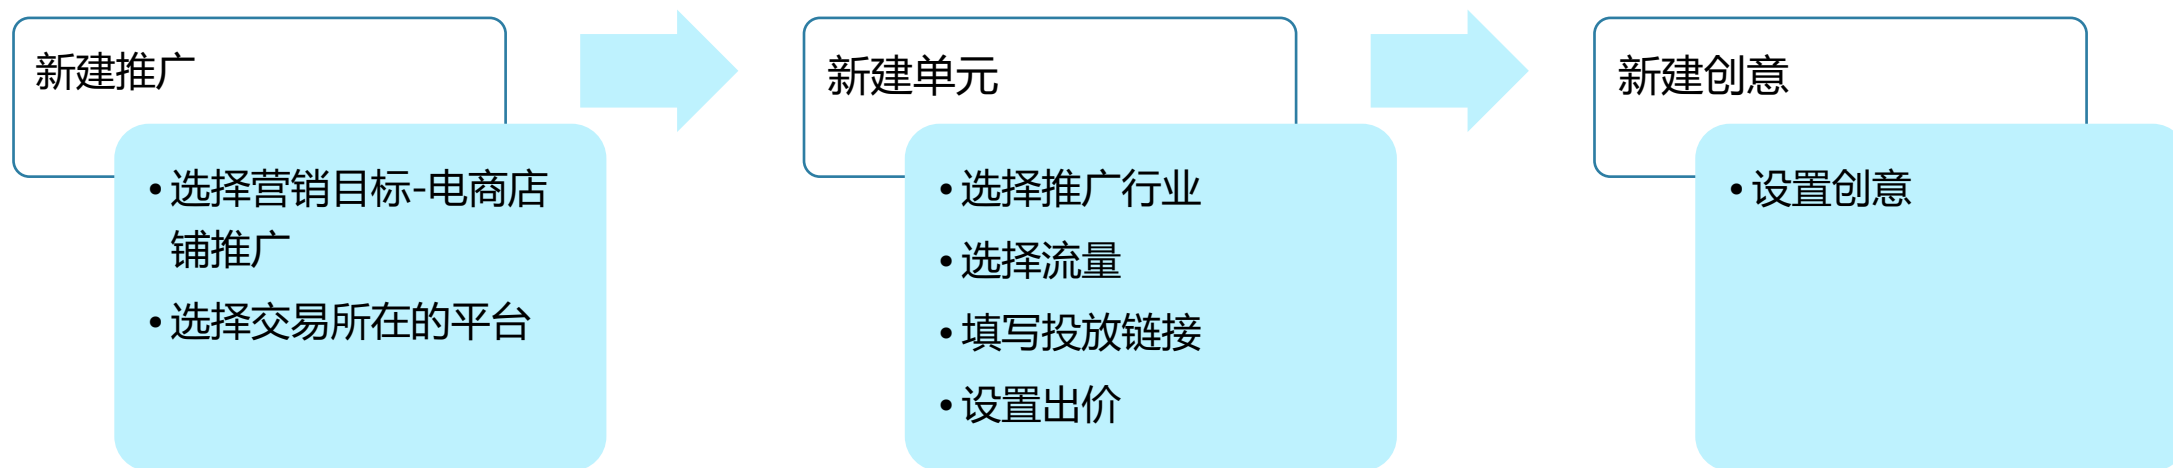 新建推广
• 选择营销目标-电商店
铺推广
• 选择交易所在的平台
新建单元
• 选择推广行业
• 选择流量
• 填写投放链接
• 设置出价
新建创意
• 设置创意